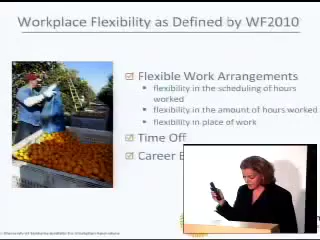 Workplace Flexibility as Defined by WF2010
Flexible Work Arrangements
flexibility in the scheduling of hours
worked
flexibility in the amount of hours worked
flexibility in place of work
Time Off
Career